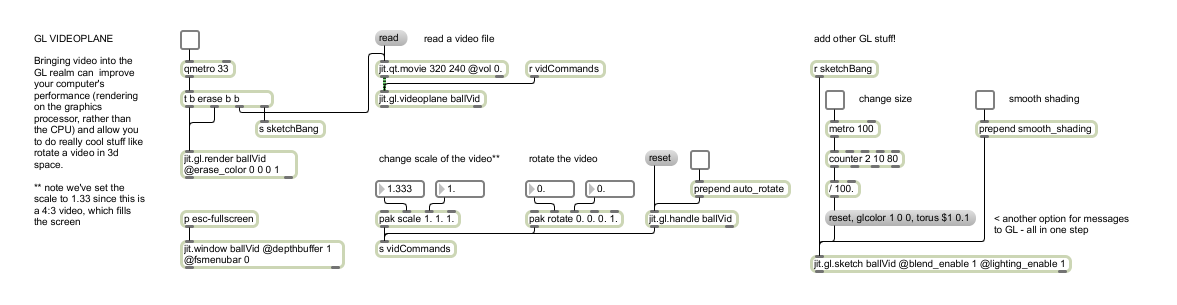 GL VIDEOPLANE
Bringing video into the
GL realm can  improve
your computer's
performance (rendering
on the graphics
processor, rather than
the CPU) and allow you
to do really cool stuff like
rotate a video in 3d
space.
** note we've set the
scale to 1.33 since this is
a 4:3 video, which fills
the screen
qmetro 33
t b erase b b
s sketchBang
jit.gl.render ballVid
@erase_color 0 0 0 1
p esc-fullscreen
jit.window ballVid @depthbuffer 1
@fsmenubar 0
read
read a video file
jit.qt.movie 320 240 @vol 0.
r vidCommands
jit.gl.videoplane ballVid
change scale of the video**
rotate the video
reset
1.333
1.
0.
0.
prepend auto_rotate
pak scale 1. 1. 1.
pak rotate 0. 0. 0. 1.
jit.gl.handle ballVid
s vidCommands
add other GL stuff!
r sketchBang
change size
smooth shading
metro 100
prepend smooth_shading
counter 2 10 80
/ 100.
reset, glcolor 1 0 0, torus $1 0.1
< another option for messages
to GL - all in one step
jit.gl.sketch ballVid @blend_enable 1 @lighting_enable 1